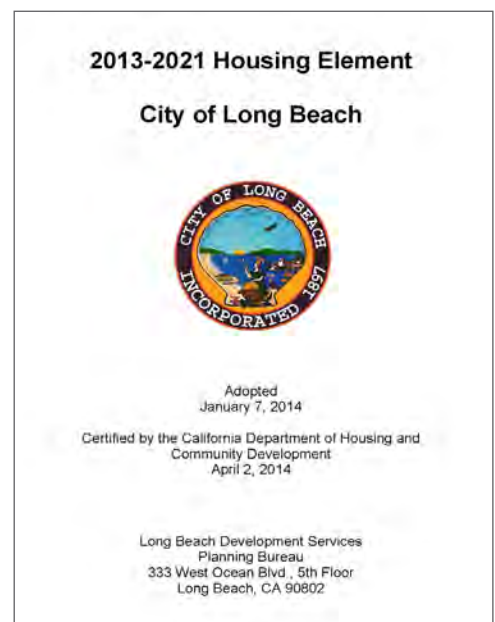 2013-2021 Housing Element
City of Long Beach
CITY OF LONG BEACH
INCORPORATED 1897
Adopted
January 7, 2014
Certified by the California Department of Housing and
Community Development
April 2, 2014
Long Beach Development Services
Planning Bureau
333 West Ocean Blvd., 5th Floor
Long Beach, CA 90802